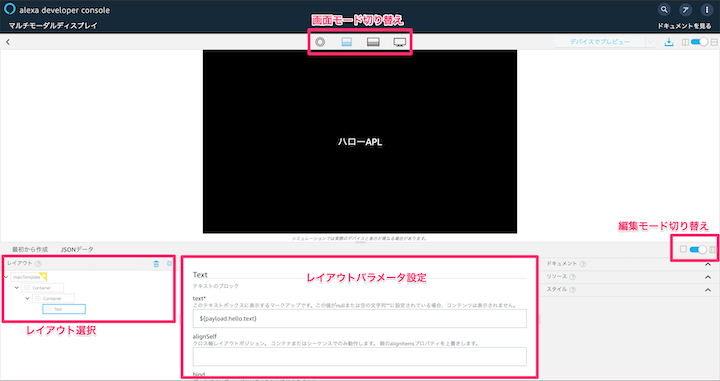 alexa developer console
マルチモーダルディスプレイ
ドキュメントを見る
画面モード切り替え
デバイスでプレビュー
ハローAPL
シミュレーションでは実際のデバイスと表示が異なる場合があります。
編集モード切り替え
最初から作成 JSONデータ
レイアウト
mainTemplate
Container
Container
Text
レイアウト選択
Text
テキストのブロック
レイアウトパラメータ設定
text*
このテキストボックスに表示するマークアップです。この値がnullまたは空の文字列""に設定されている場合、コンテンツは表示されません。
${payload.hello.text}
alignSelf
クロス軸レイアウトポジション。コンテナまたはシーケンスでのみ動作します。親のalignItemsプロパティを上書きします。
bind
ドキュメント
リソース
スタイル